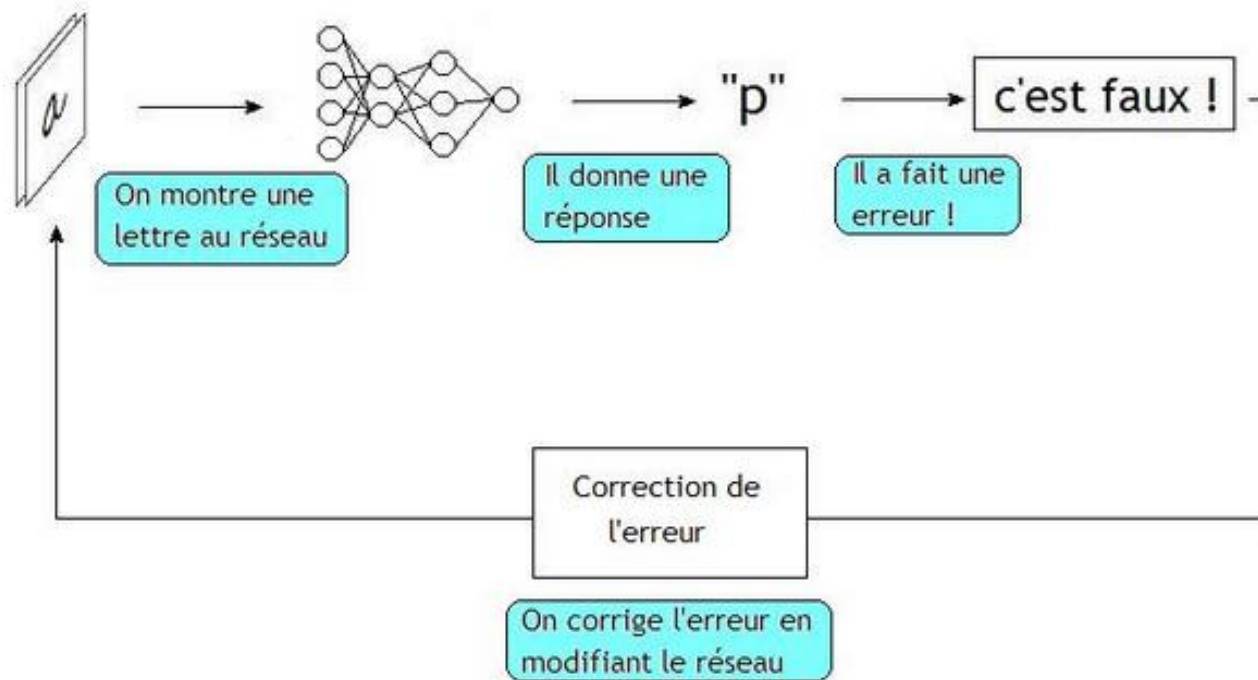 a
"p"
c'est faux !
On montre une
lettre au réseau
Il donne une
réponse
Il a fait une
erreur !
Correction de
l'erreur
On corrige l'erreur en
modifiant le réseau